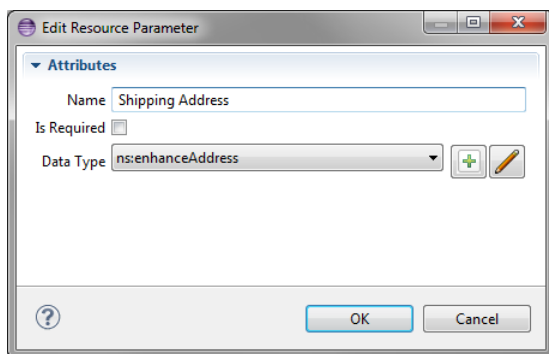 Edit Resource Parameter
Attributes
Name Shipping Address
Is Required
Data Type ns:enhanceAddress
OK Cancel